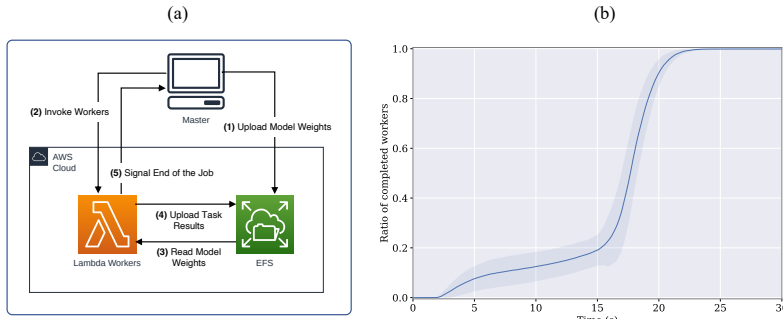 (a)
(b)
(2) Invoke Workers
Master
(1) Upload Model Weights
AWS
Cloud
(5) Signal End of the Job
(4) Upload Task
Results
(3) Read Model
Weights
Lambda Workers
EFS
Ratio of completed workers
1.0
0.8
0.6
0.4
0.2
0.0
0
5
10
15
20
25
30
Time (s)